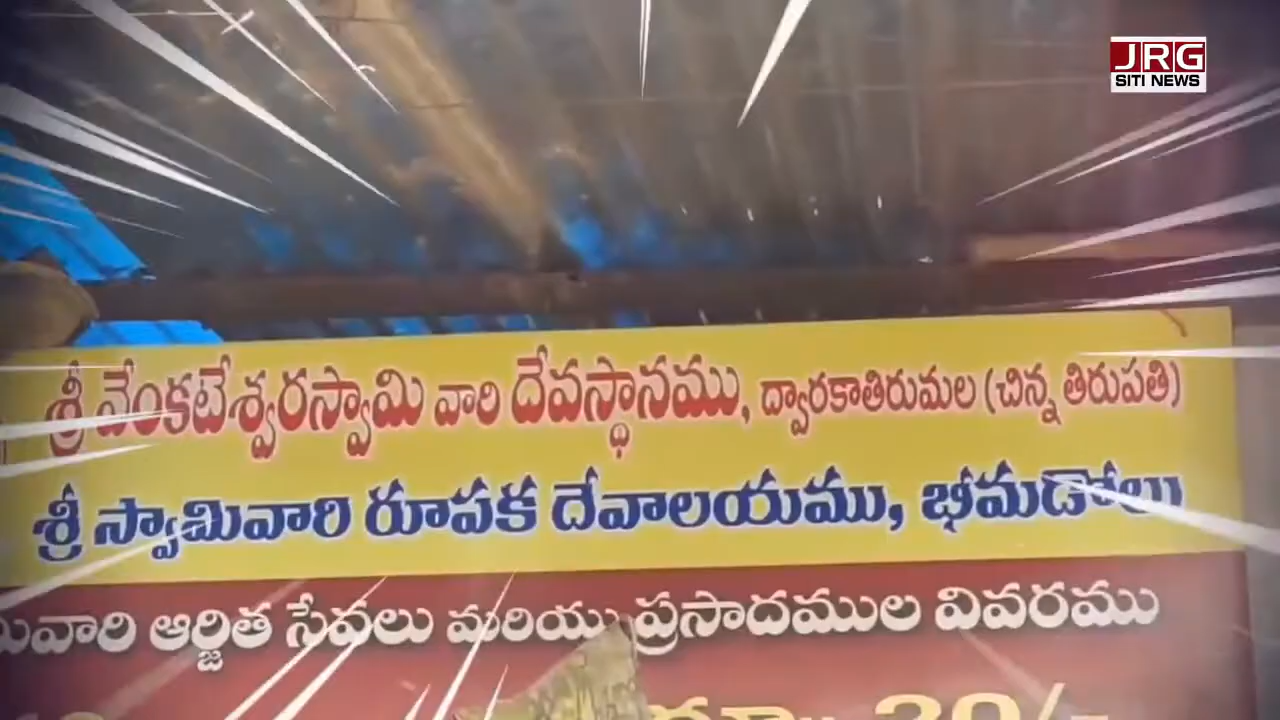 JRG
SITI NEWS
శ్రీ వేంకటేశ్వరస్వామి వారి దేవస్థానము, ద్వారకాతిరుమల (చిన్న తిరుపతి)
శ్రీ స్వామివారి రూపక దేవాలయము, భీమడోలు
ఆర్జిత సేవలు మరియు ప్రసాదముల వివరము